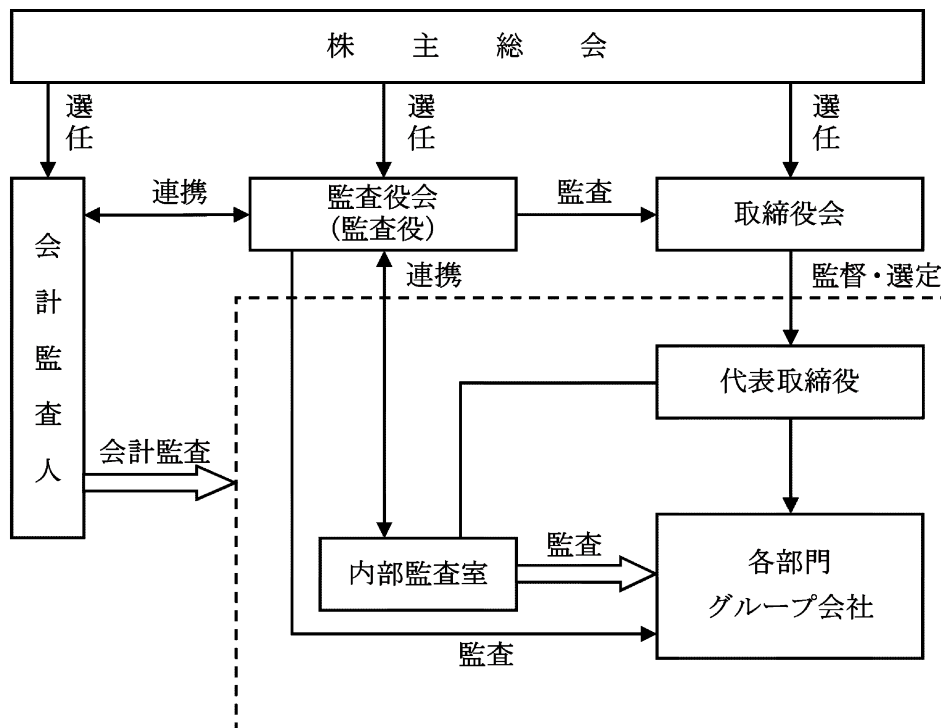 株主総会
選任
選任
選任
連携
監査役会
(監査役)
監査
取締役会
会計監査人
連携
監督・選定
代表取締役
会計監査
内部監査室
監査
各部門
グループ会社
監査